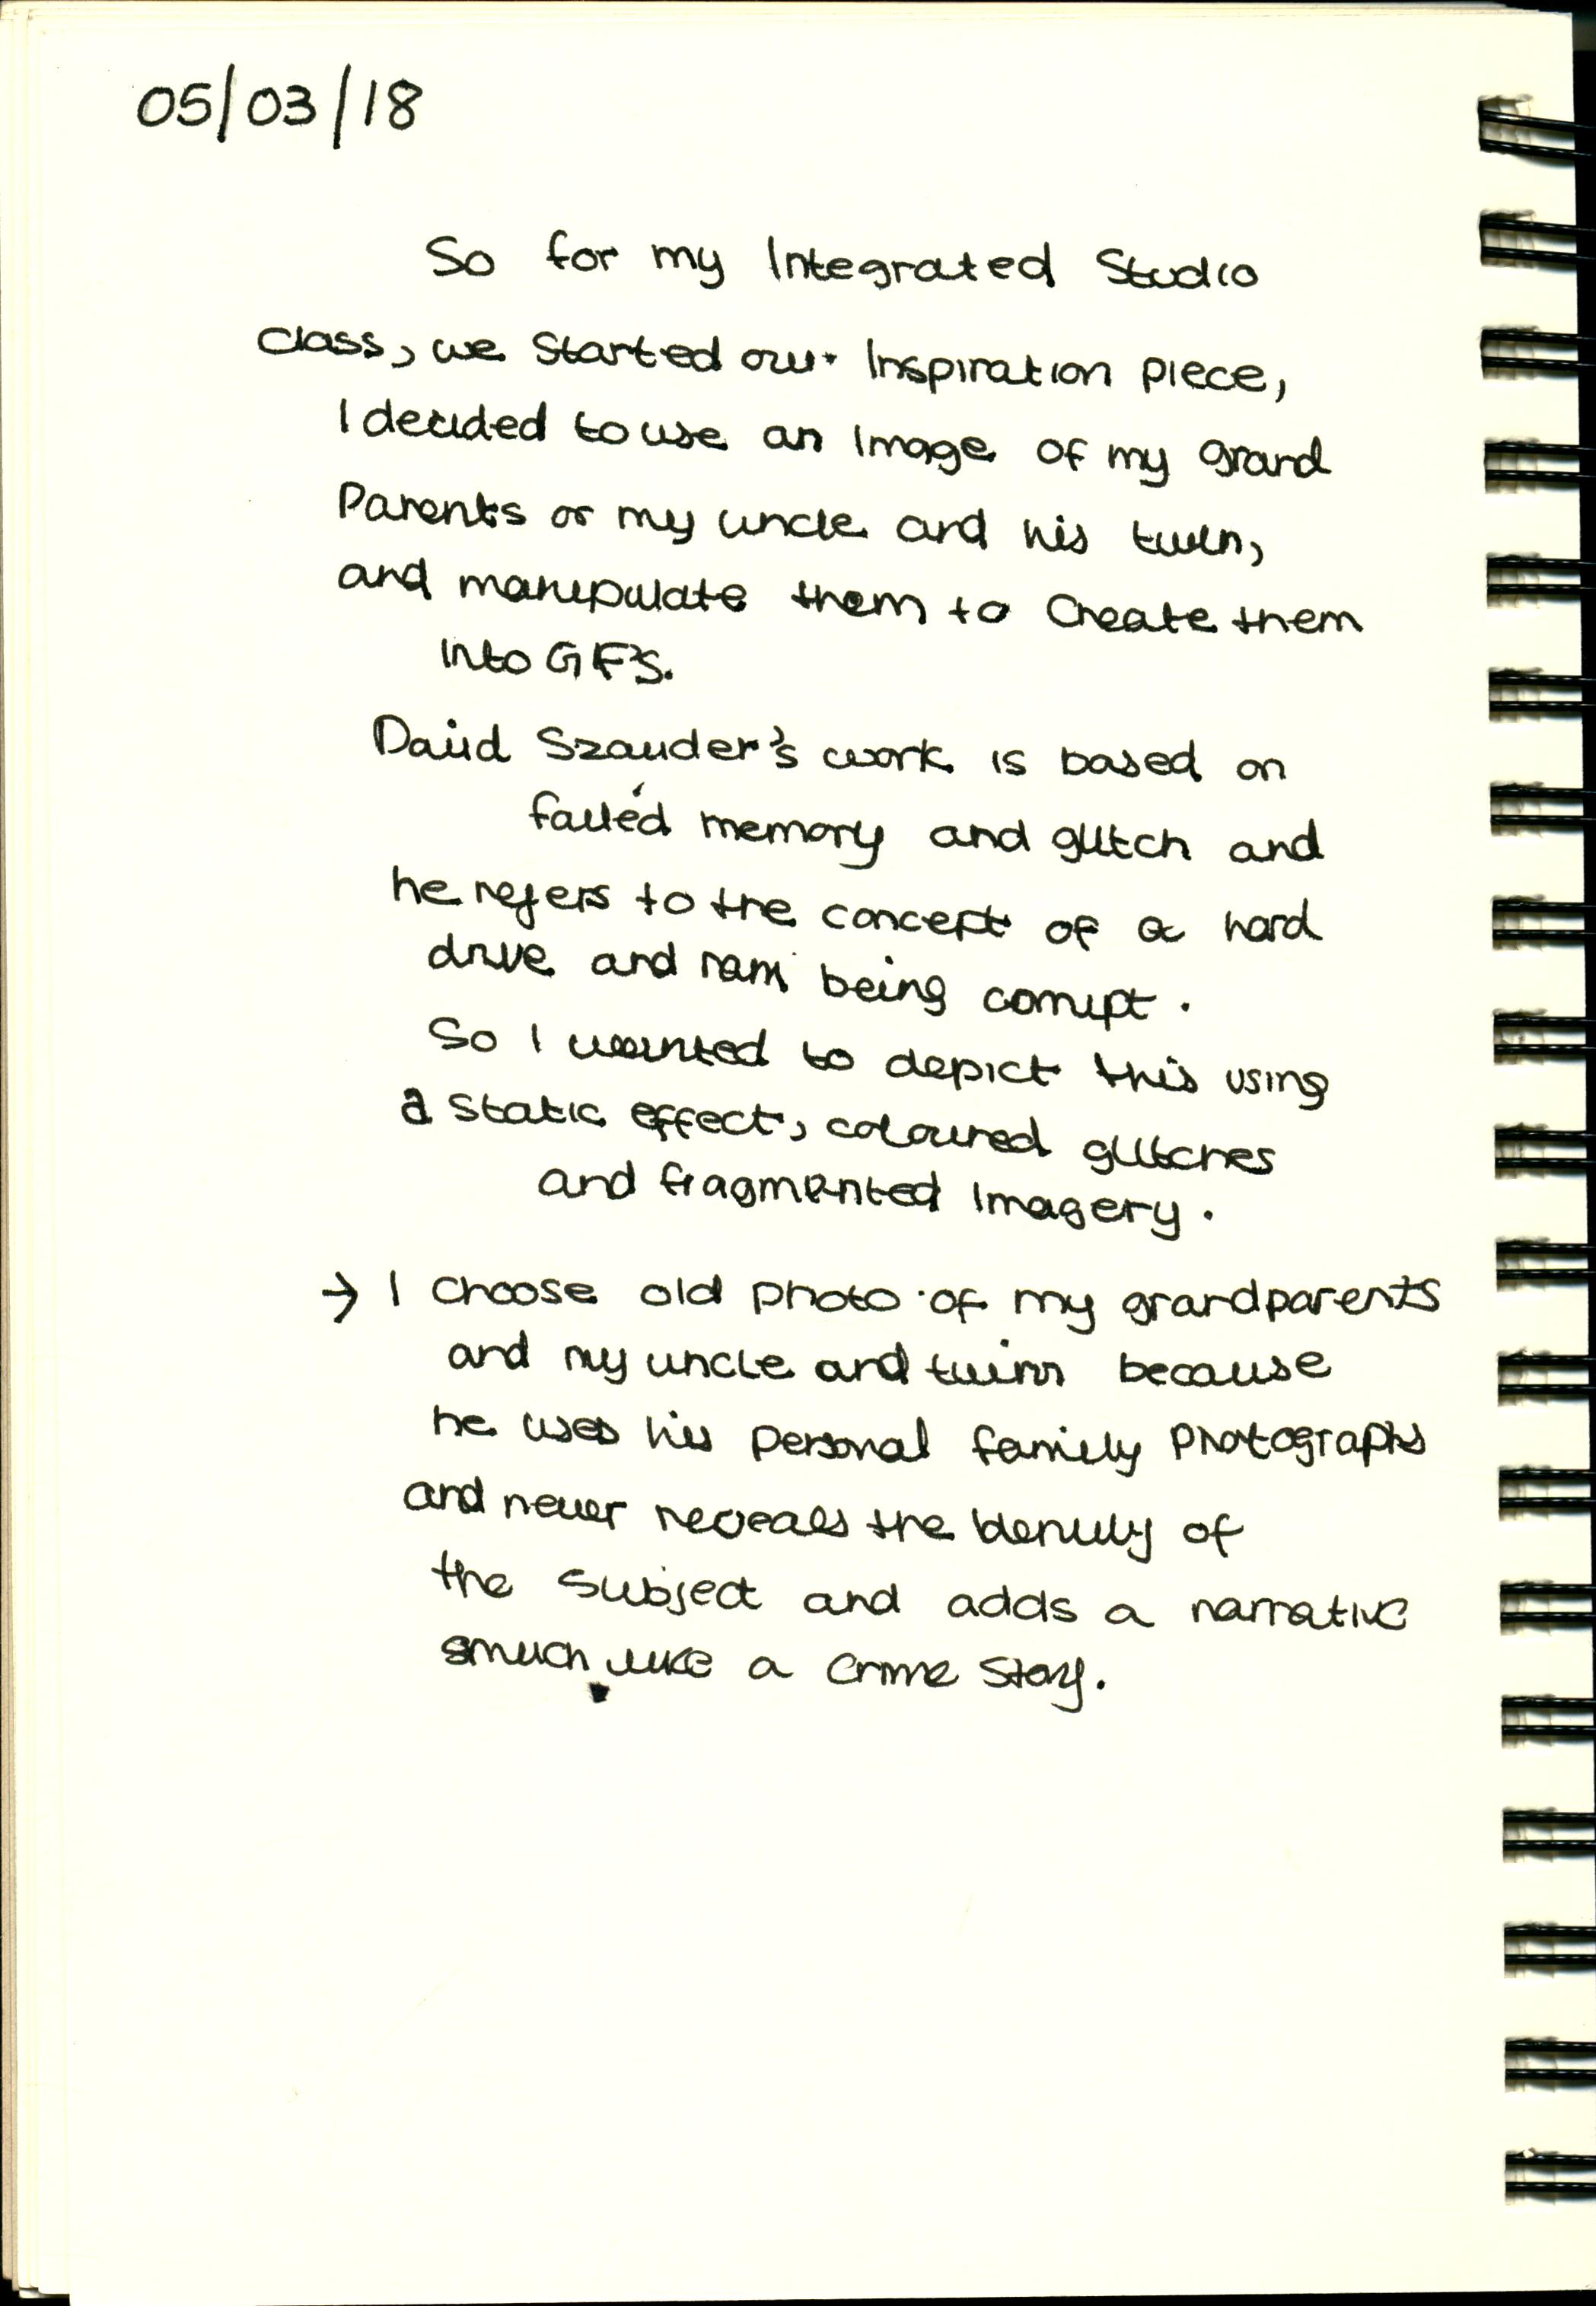 05/03/18
So for my Integrated Studio
class, we started our Inspiration piece,
I decided to use an image of my grand
Parents or my uncle and his twin,
and manipulate them to create them
into GIF's.
David Szauder's work is based on
failed memory and glitch and
he refers to the concept of a hard
drive and ram being corrupt.
So I wanted to depict this using
a static effect, coloured glitches
and fragmented imagery.
→ I choose old photo of my grandparents
and my uncle and twin because
he uses his personal family photographs
and never reveals the identity of
the subject and adds a narrative
much like a crime story.